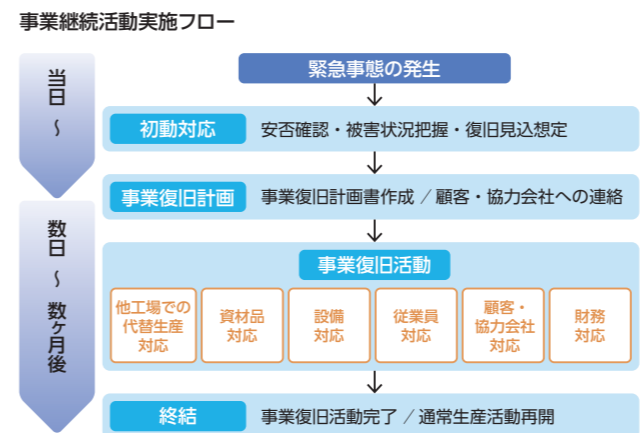 事業継続活動実施フロー
当日〜
緊急事態の発生
初動対応 安否確認・被害状況把握・復旧見込想定
事業復旧計画 事業復旧計画書作成 / 顧客・協力会社への連絡
数日〜数ヶ月後
事業復旧活動
他工場での
代替生産
対応
資材品
対応
設備
対応
従業員
対応
顧客・
協力会社
対応
財務
対応
終結 事業復旧活動完了 / 通常生産活動再開